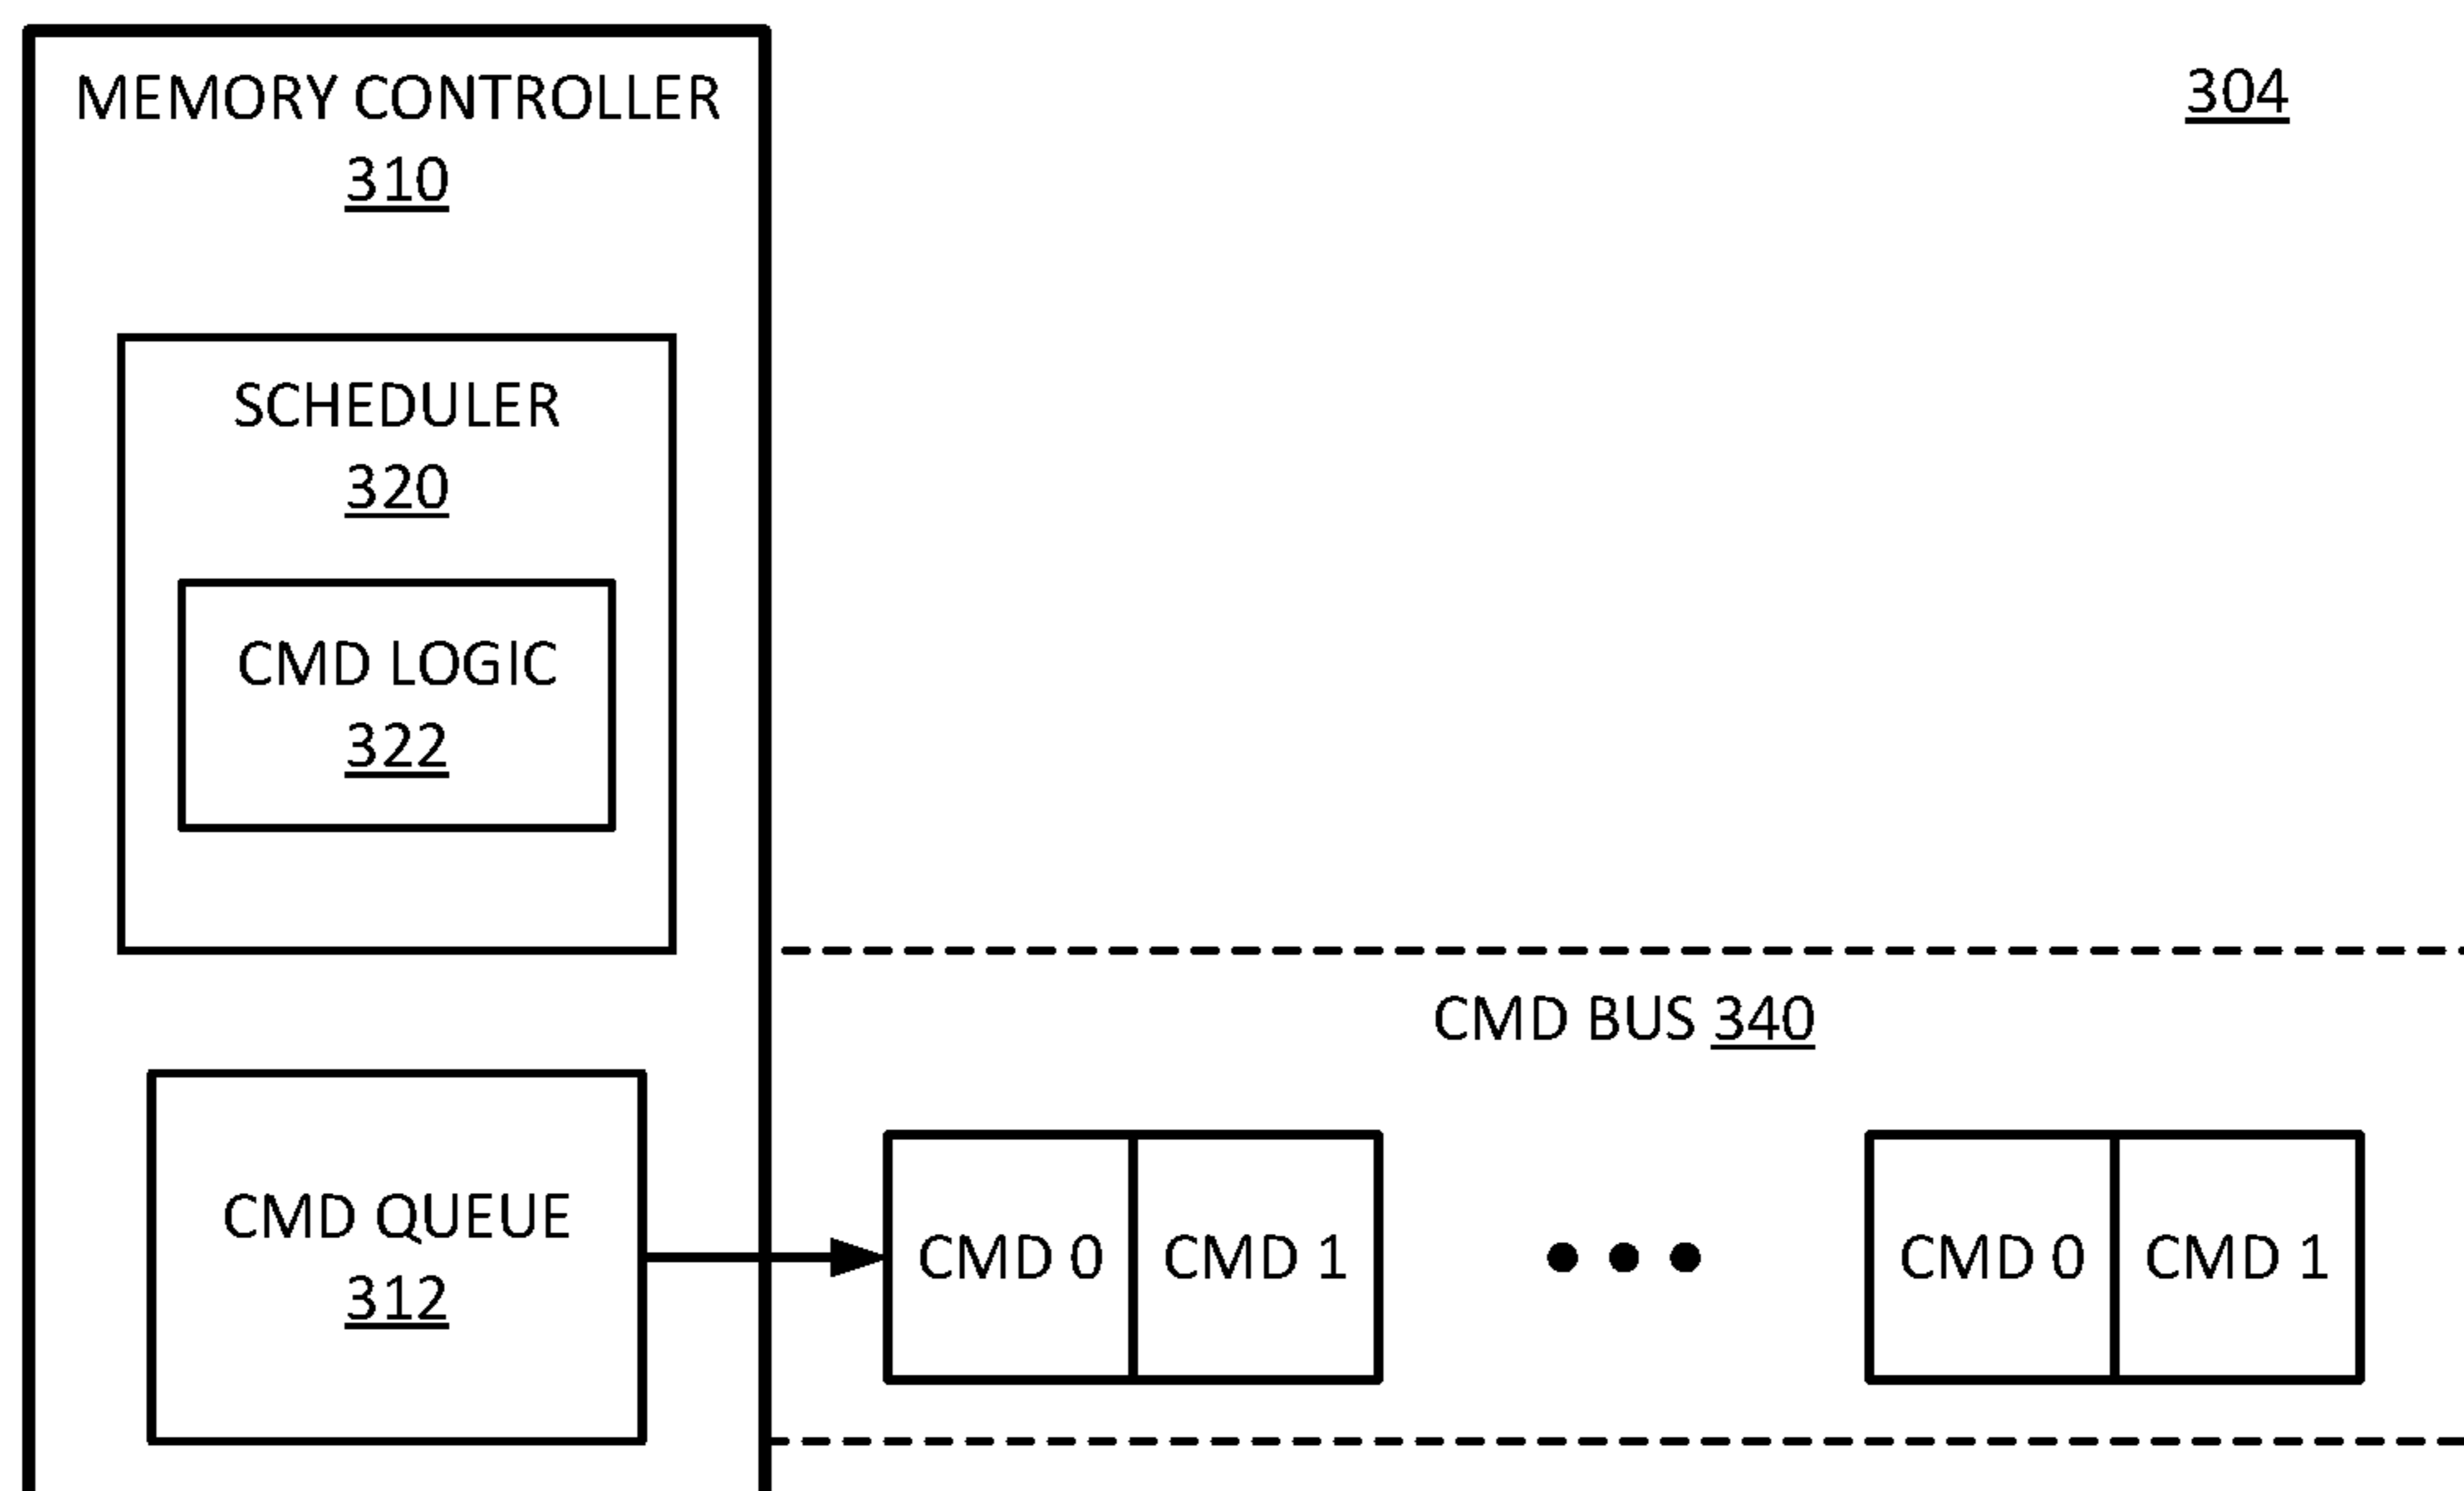 MEMORY CONTROLLER
310
304
SCHEDULER
320
CMD LOGIC
322
CMD BUS 340
CMD QUEUE
312
CMD 0 CMD 1 CMD 0 CMD 1